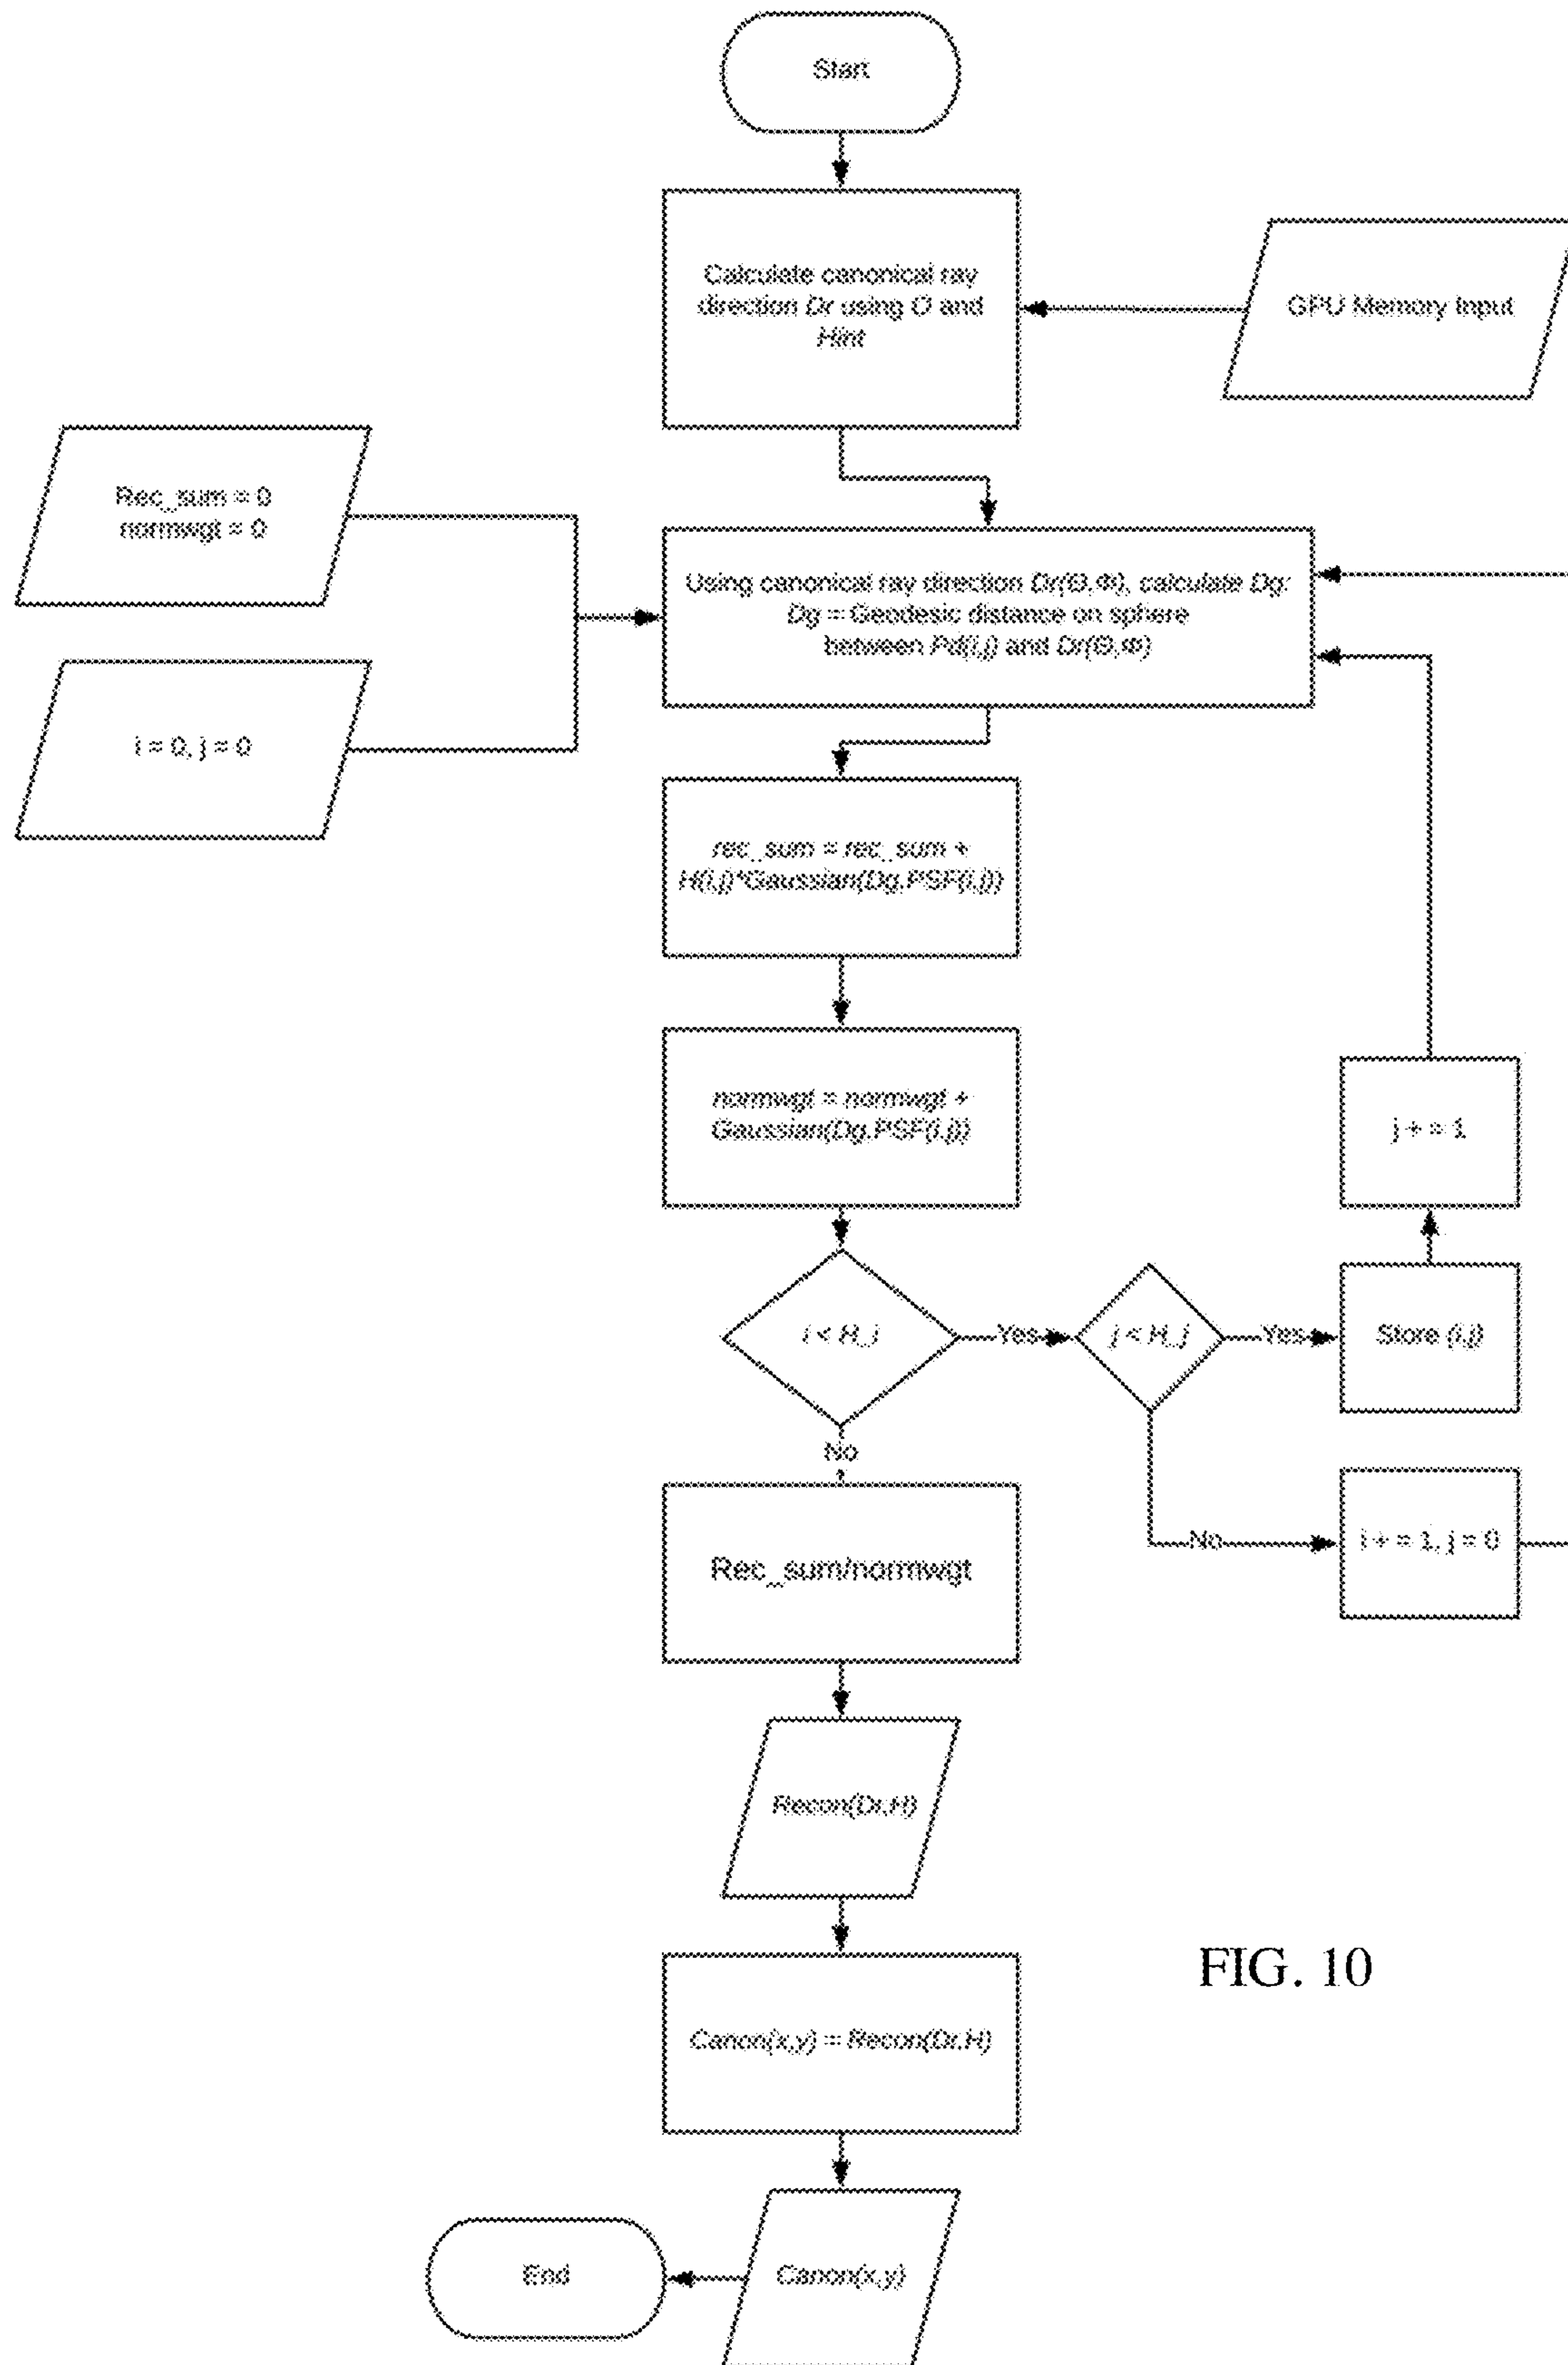 Start
Calculate canonical ray
direction Dr using O and
Hint
GPU Memory Input
Rec_sum = 0
normwgt = 0
Using canonical ray direction Dr(Θ,Φ), calculate Dg:
Dg = Geodesic distance on sphere
between Pd(i,j) and Dr(Θ,Φ)
i = 0, j = 0
rec_sum = rec_sum +
H(i,j)*Gaussian(Dg,PSF(i,j))
normwgt = normwgt +
Gaussian(Dg,PSF(i,j))
j + = 1
i < H_i
Yes
j < H_j
Yes
Store (i,j)
No
Rec_sum/normwgt
No
i + = 1, j = 0
Recon(Dr,H)
Canon(x,y) = Recon(Dr,H)
FIG. 10
End
Canon(x,y)